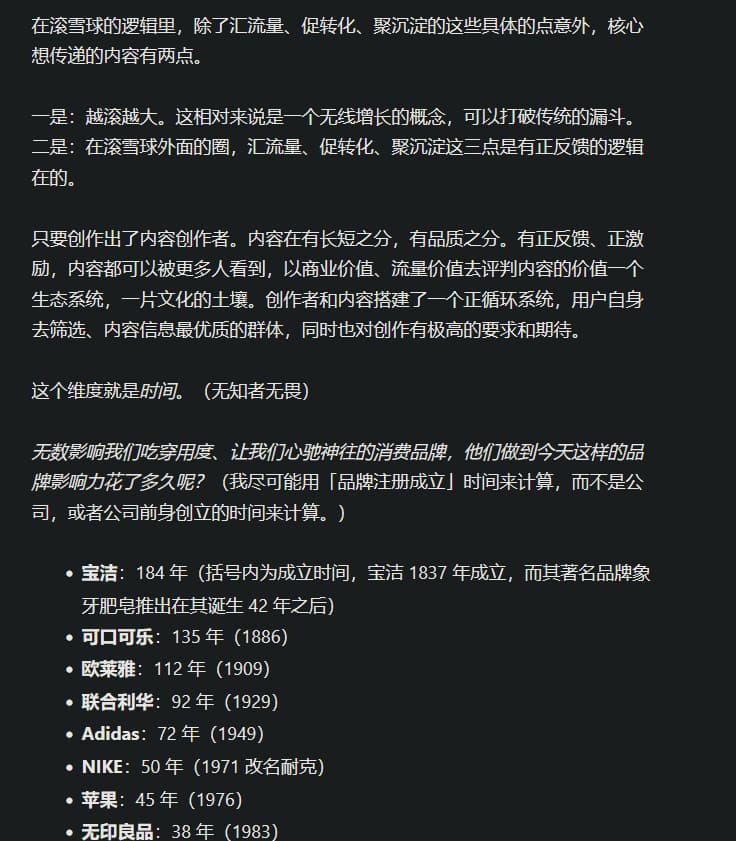 在滚雪球的逻辑里，除了汇流量、促转化、聚沉淀的这些具体的点意外，核心
想传递的内容有两点。
一是：越滚越大。这相对来说是一个无线增长的概念，可以打破传统的漏斗。
二是：在滚雪球外面的圈，汇流量、促转化、聚沉淀这三点是有正反馈的逻辑
在的。
只要创作出了内容创作者。内容在有长短之分，有品质之分。有正反馈、正激
励，内容都可以被更多人看到，以商业价值、流量价值去评判内容的价值一个
生态系统，一片文化的土壤。创作者和内容搭建了一个正循环系统，用户自身
去筛选、内容信息最优质的群体，同时也对创作有极高的要求和期待。
这个维度就是时间。（无知者无畏）
无数影响我们吃穿用度、让我们心驰神往的消费品牌，他们做到今天这样的品
牌影响力花了多久呢？（我尽可能用「品牌注册成立」时间来计算，而不是公
司，或者公司前身创立的时间来计算。）
• 宝洁：184 年（括号内为成立时间，宝洁 1837 年成立，而其著名品牌象
牙肥皂推出在其诞生 42 年之后）
• 可口可乐：135 年（1886）
• 欧莱雅：112 年（1909）
• 联合利华：92 年（1929）
• Adidas：72 年（1949）
• NIKE：50 年（1971 改名耐克）
• 苹果：45 年（1976）
• 无印良品：38 年（1983）